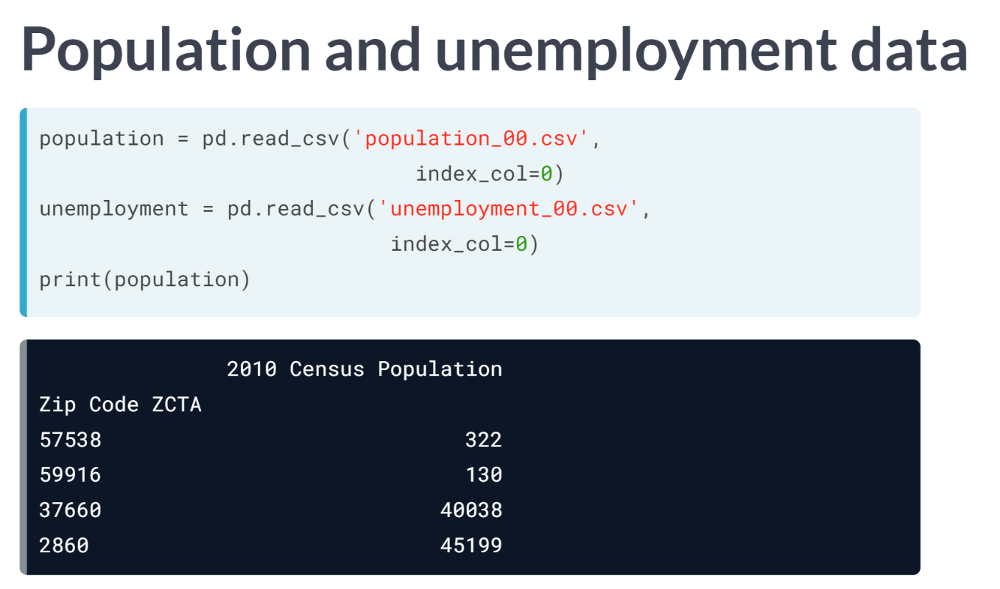 Population and unemployment data
population = pd.read_csv('population_00.csv',
                              index_col=0)
unemployment = pd.read_csv('unemployment_00.csv',
                            index_col=0)
print(population)
               2010 Census Population
Zip Code ZCTA
57538                             322
59916                             130
37660                           40038
2860                            45199